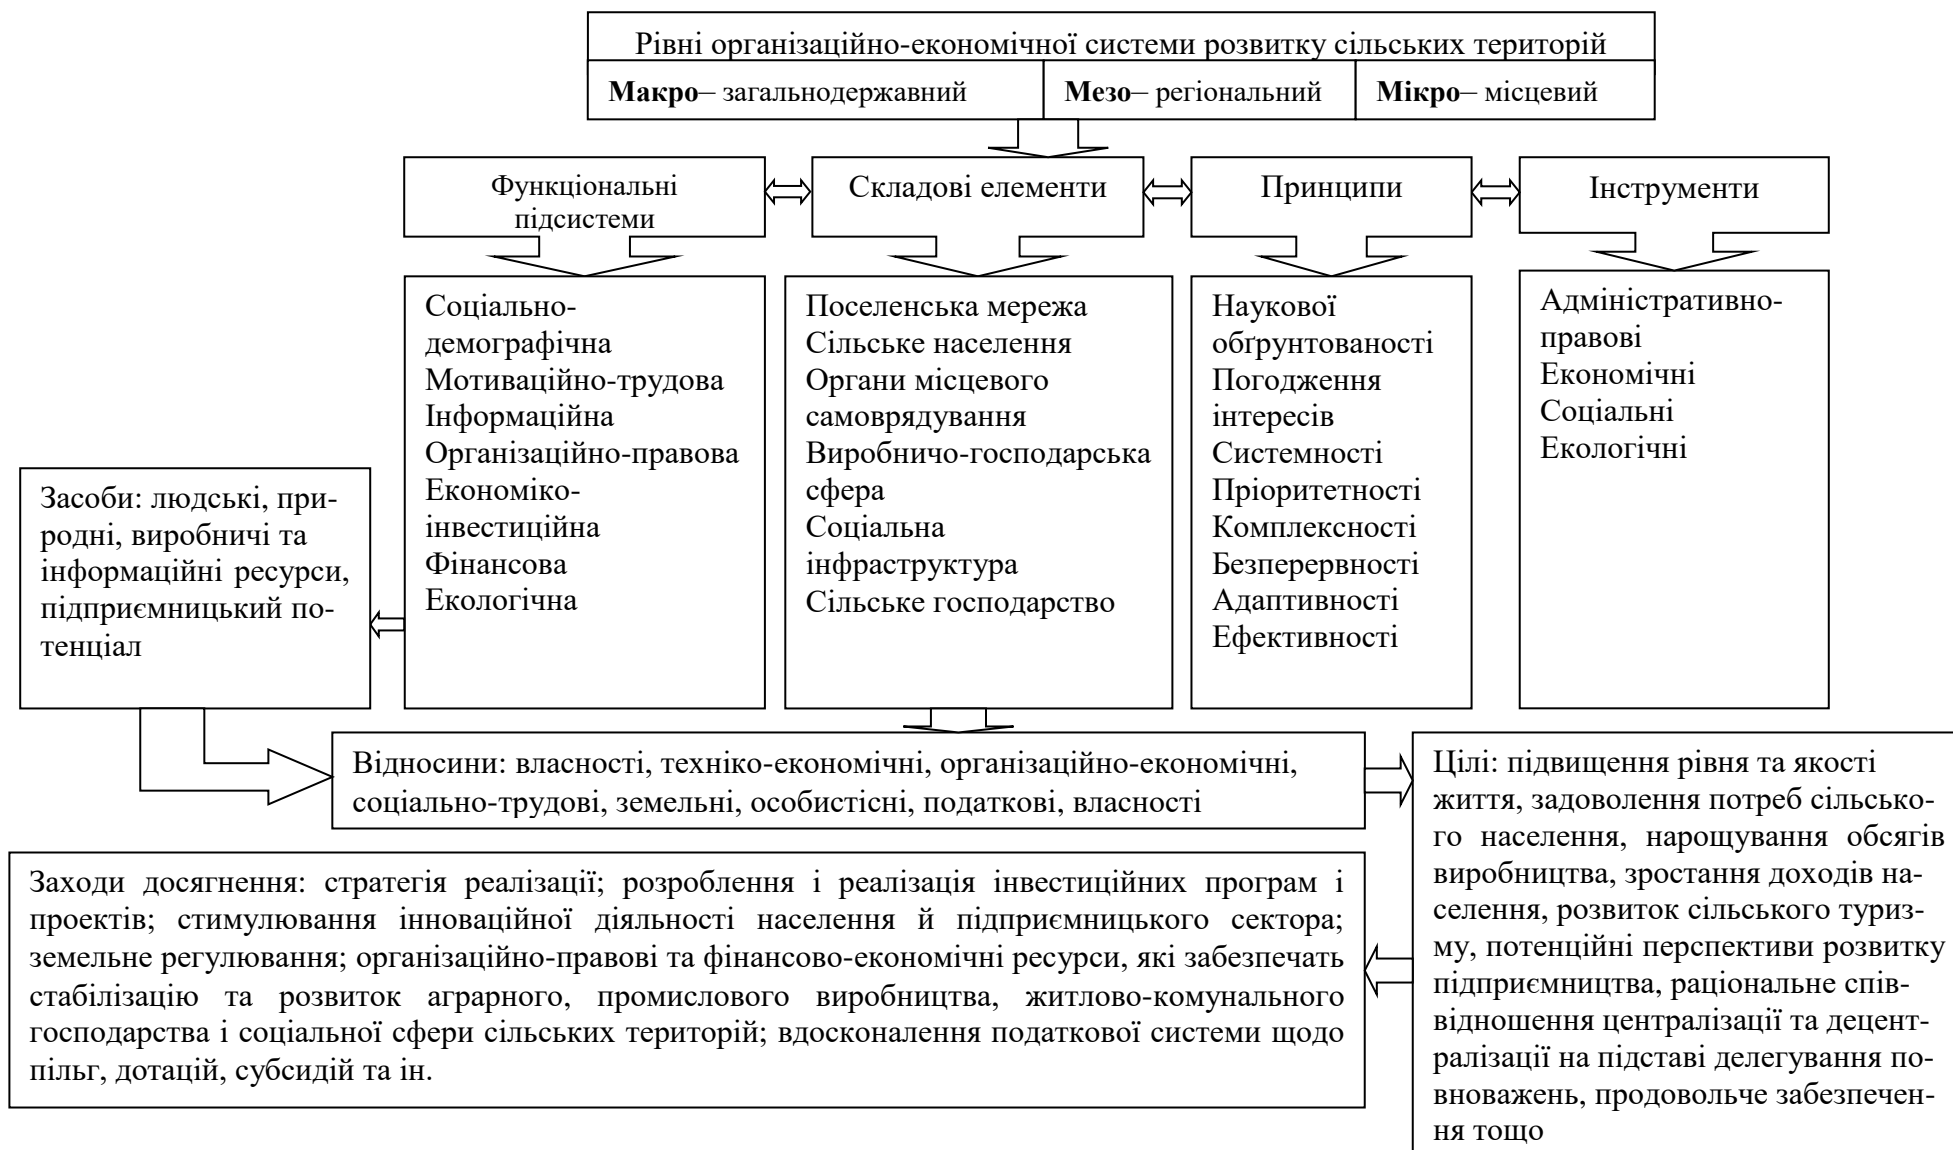 Рівні організаційно-економічної системи розвитку сільських територій
Макро– загальнодержавний
Мезо– регіональний
Мікро– місцевий
Функціональні
підсистеми
Складові елементи
Принципи
Інструменти
Соціально-
демографічна
Мотиваційно-трудова
Інформаційна
Організаційно-правова
Економіко-
інвестиційна
Фінансова
Екологічна
Поселенська мережа
Сільське населення
Органи місцевого
самоврядування
Виробничо-господарська
сфера
Соціальна
інфраструктура
Сільське господарство
Наукової
обґрунтованості
Погодження
інтересів
Системності
Пріоритетності
Комплексності
Безперервності
Адаптивності
Ефективності
Адміністративно-
правові
Економічні
Соціальні
Екологічні
Засоби: людські, при-
родні, виробничі та
інформаційні ресурси,
підприємницький по-
тенціал
Відносини: власності, техніко-економічні, організаційно-економічні,
соціально-трудові, земельні, особистісні, податкові, власності
Цілі: підвищення рівня та якості
життя, задоволення потреб сільсько-
го населення, нарощування обсягів
виробництва, зростання доходів на-
селення, розвиток сільського туриз-
му, потенційні перспективи розвитку
підприємництва, раціональне спів-
відношення централізації та децент-
ралізації на підставі делегування по-
вноважень, продовольче забезпечен-
ня тощо
Заходи досягнення: стратегія реалізації; розроблення і реалізація інвестиційних програм і
проектів; стимулювання інноваційної діяльності населення й підприємницького сектора;
земельне регулювання; організаційно-правові та фінансово-економічні ресурси, які забезпечать
стабілізацію та розвиток аграрного, промислового виробництва, житлово-комунального
господарства і соціальної сфери сільських територій; вдосконалення податкової системи щодо
пільг, дотацій, субсидій та ін.